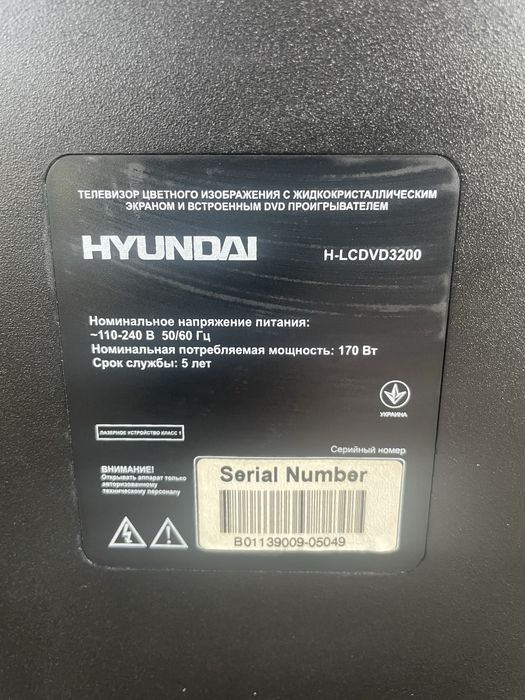 ТЕЛЕВИЗОР ЦВЕТНОГО ИЗОБРАЖЕНИЯ С ЖИДКОКРИСТАЛЛИЧЕСКИМ
ЭКРАНОМ И ВСТРОЕННЫМ DVD ПРОИГРЫВАТЕЛЕМ
HYUNDAI
H-LCDVD3200
Номинальное напряжение питания:
~110-240 В 50/60 Гц
Номинальная потребляемая мощность: 170 Вт
Срок службы: 5 лет
УКРАИНА
ЛАЗЕРНОЕ УСТРОЙСТВО КЛАСС 1
Серийный номер
ВНИМАНИЕ!
Открывать аппарат только
авторизованному
техническому персоналу
Serial Number
B01139009-05049